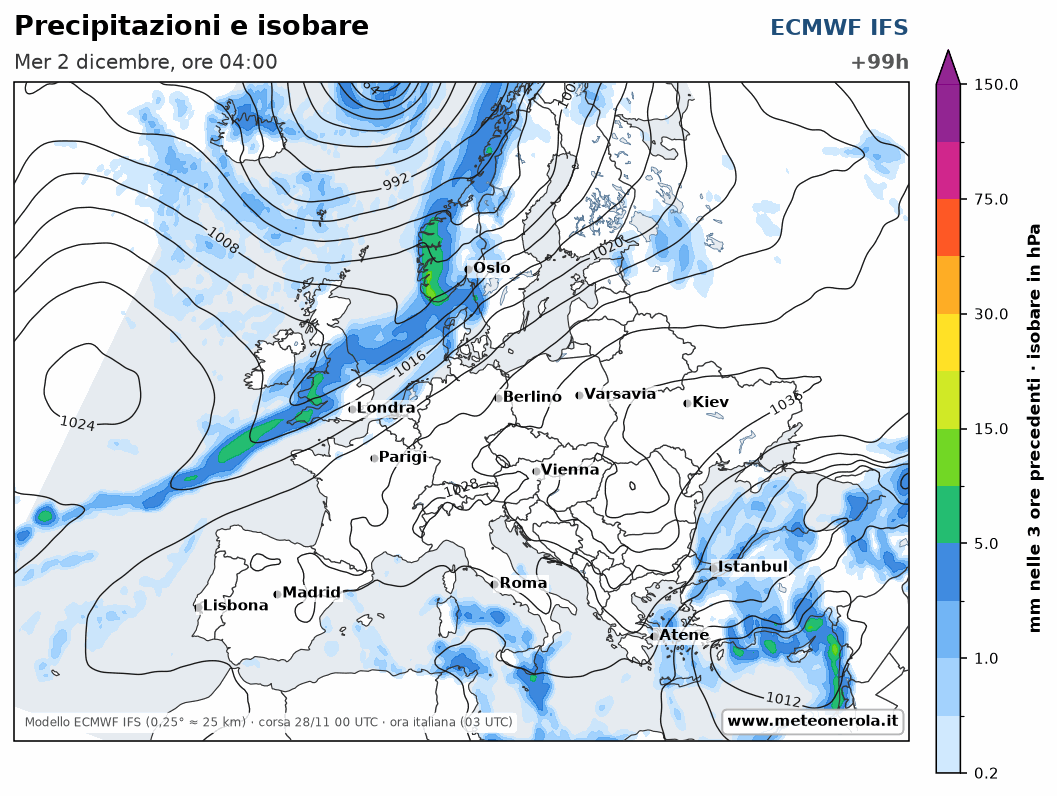 Precipitazioni e isobare
ECMWF IFS
Mer 2 dicembre, ore 04:00
+99h
150.0
75.0
30.0
15.0
5.0
1.0
0.2
mm nelle 3 ore precedenti · isobare in hPa
992
1008
1020
Oslo
1016
1024
1036
Londra
Berlino
Varsavia
Kiev
Parigi
Vienna
1028
Istanbul
Roma
Madrid
Lisbona
Atene
1012
Modello ECMWF IFS (0,25° ≈ 25 km) · corsa 28/11 00 UTC · ora italiana (03 UTC)
www.meteonerola.it